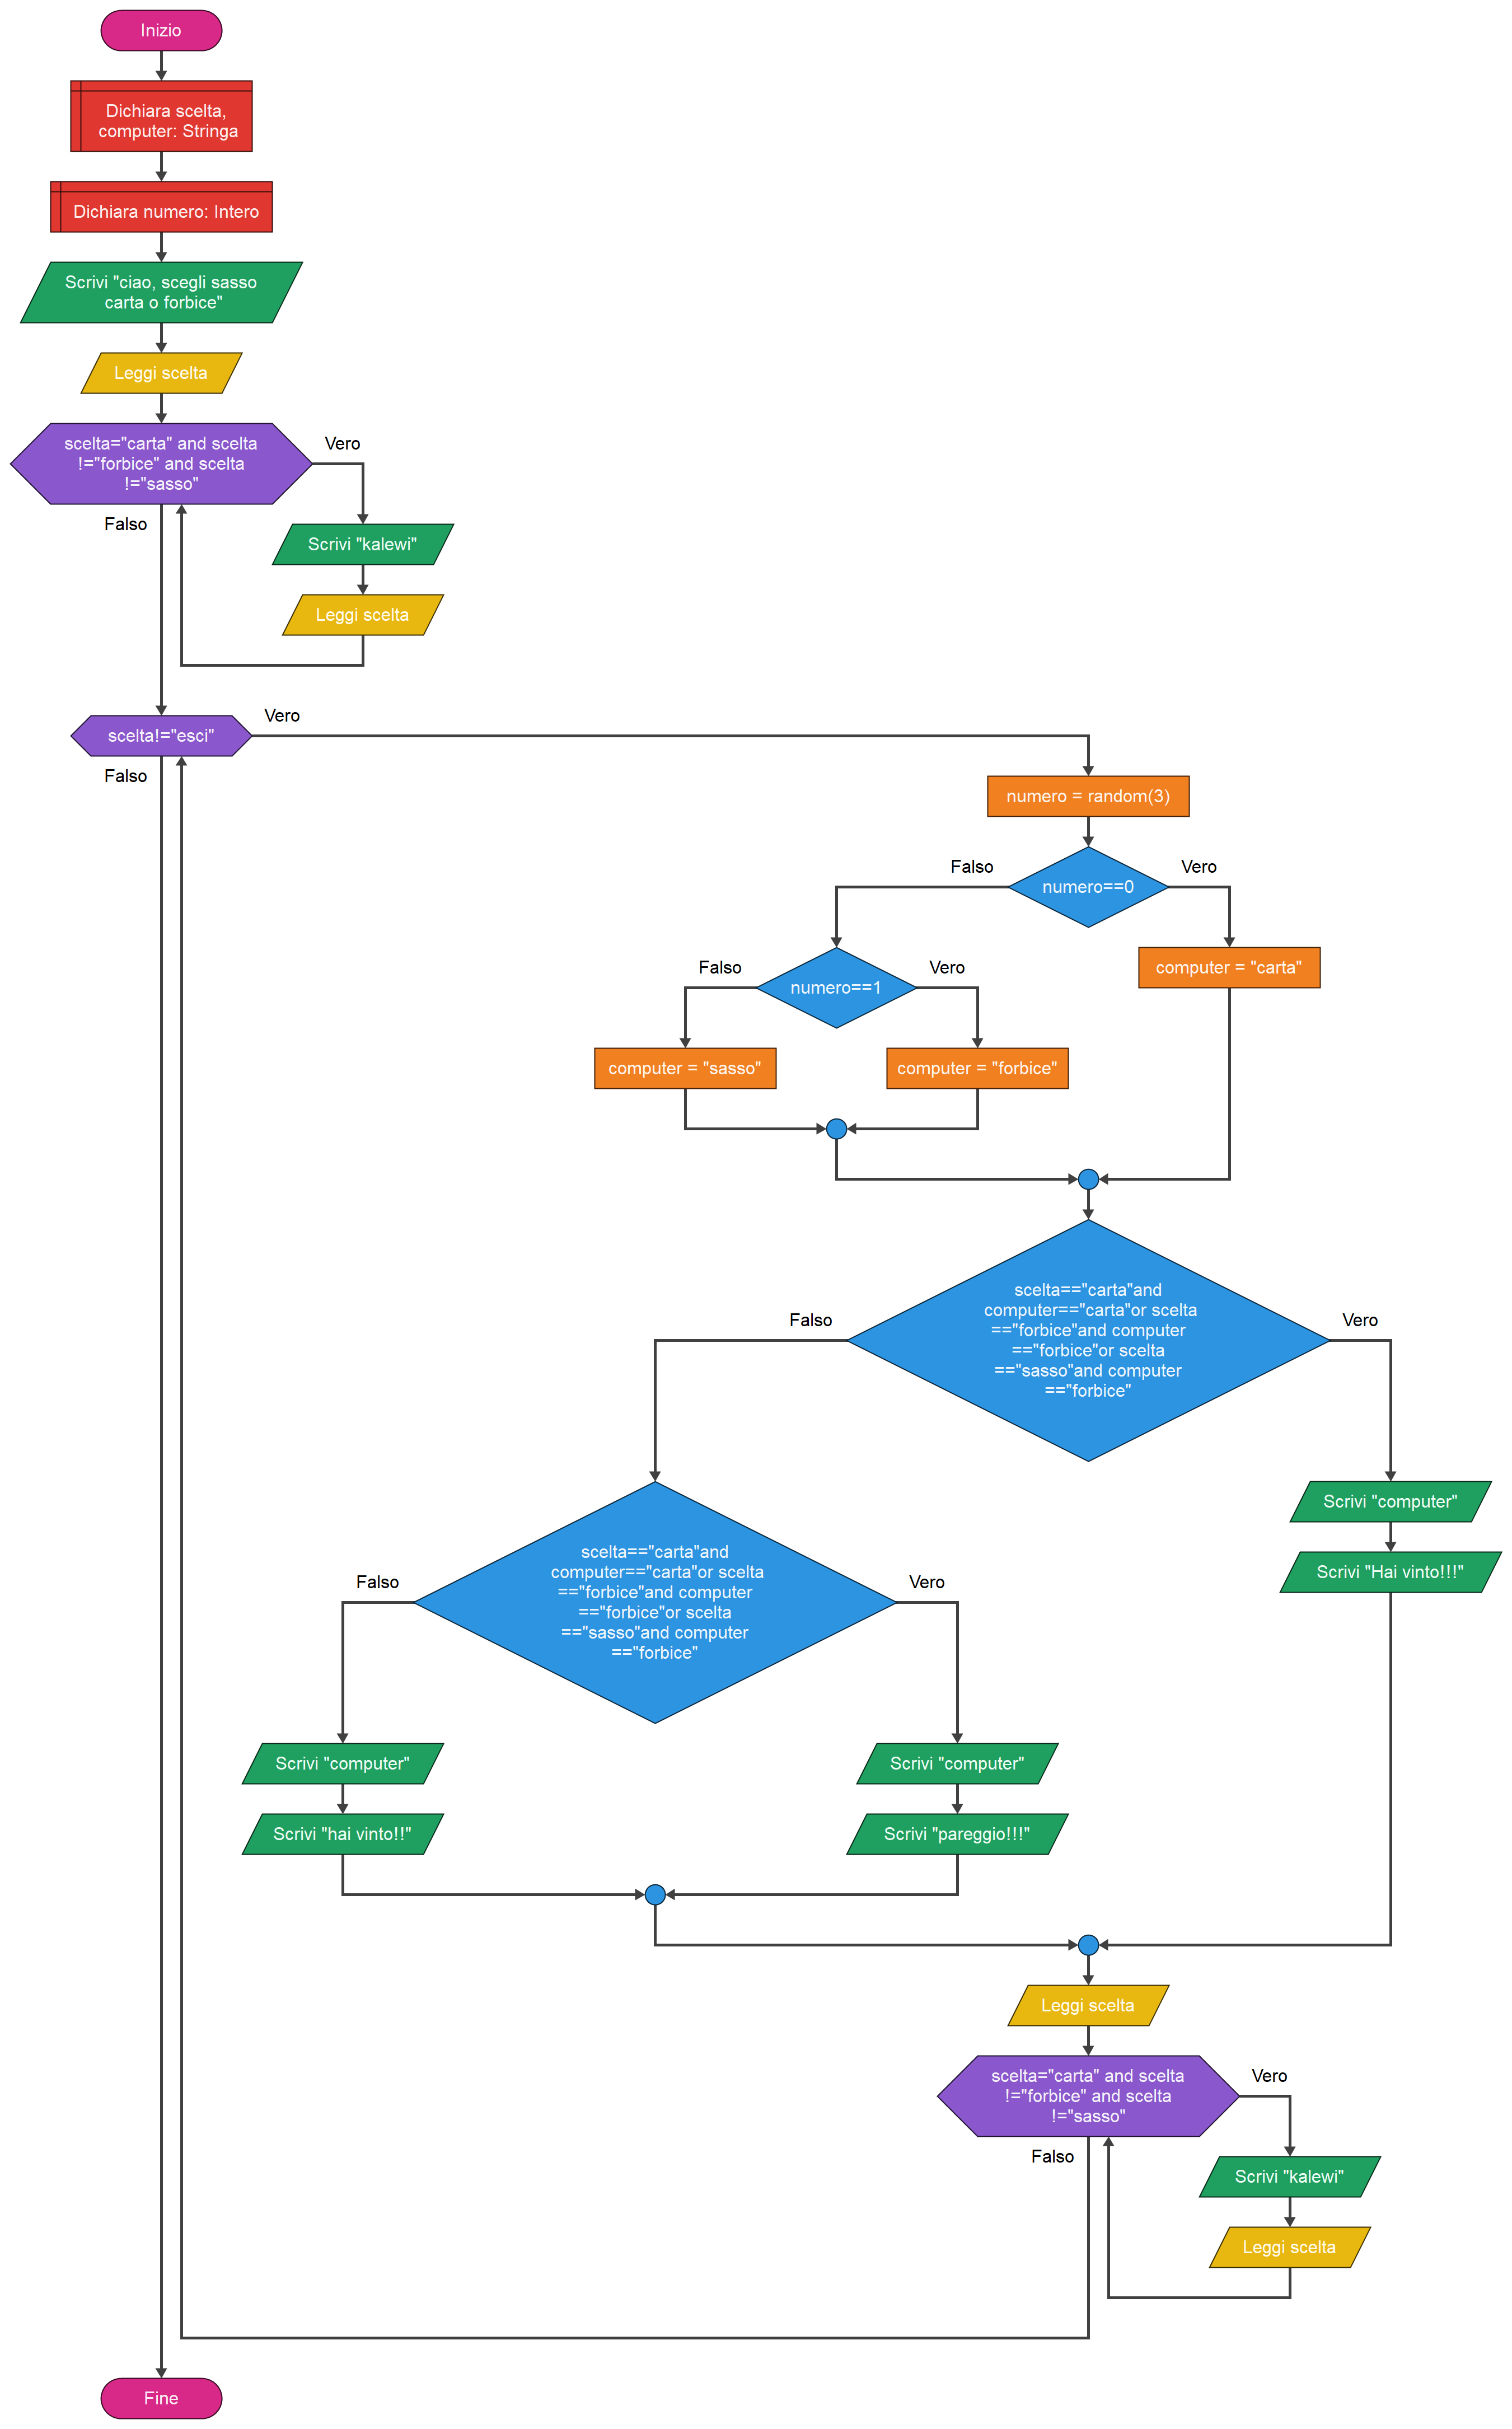 Inizio
Dichiara scelta,
computer: Stringa
Dichiara numero: Intero
Scrivi "ciao, scegli sasso
carta o forbice"
Leggi scelta
scelta="carta" and scelta
!="forbice" and scelta
!="sasso"
Vero
Falso
Scrivi "kalewi"
Leggi scelta
scelta!="esci"
Vero
Falso
numero = random(3)
numero==0
Falso
Vero
computer = "carta"
numero==1
Falso
Vero
computer = "sasso"
computer = "forbice"
scelta=="carta"and
computer=="carta"or scelta
=="forbice"and computer
=="forbice"or scelta
=="sasso"and computer
=="forbice"
Falso
Vero
Scrivi "computer"
Scrivi "Hai vinto!!!"
scelta=="carta"and
computer=="carta"or scelta
=="forbice"and computer
=="forbice"or scelta
=="sasso"and computer
=="forbice"
Falso
Vero
Scrivi "computer"
Scrivi "hai vinto!!"
Scrivi "computer"
Scrivi "pareggio!!!"
Leggi scelta
scelta="carta" and scelta
!="forbice" and scelta
!="sasso"
Vero
Falso
Scrivi "kalewi"
Leggi scelta
Fine